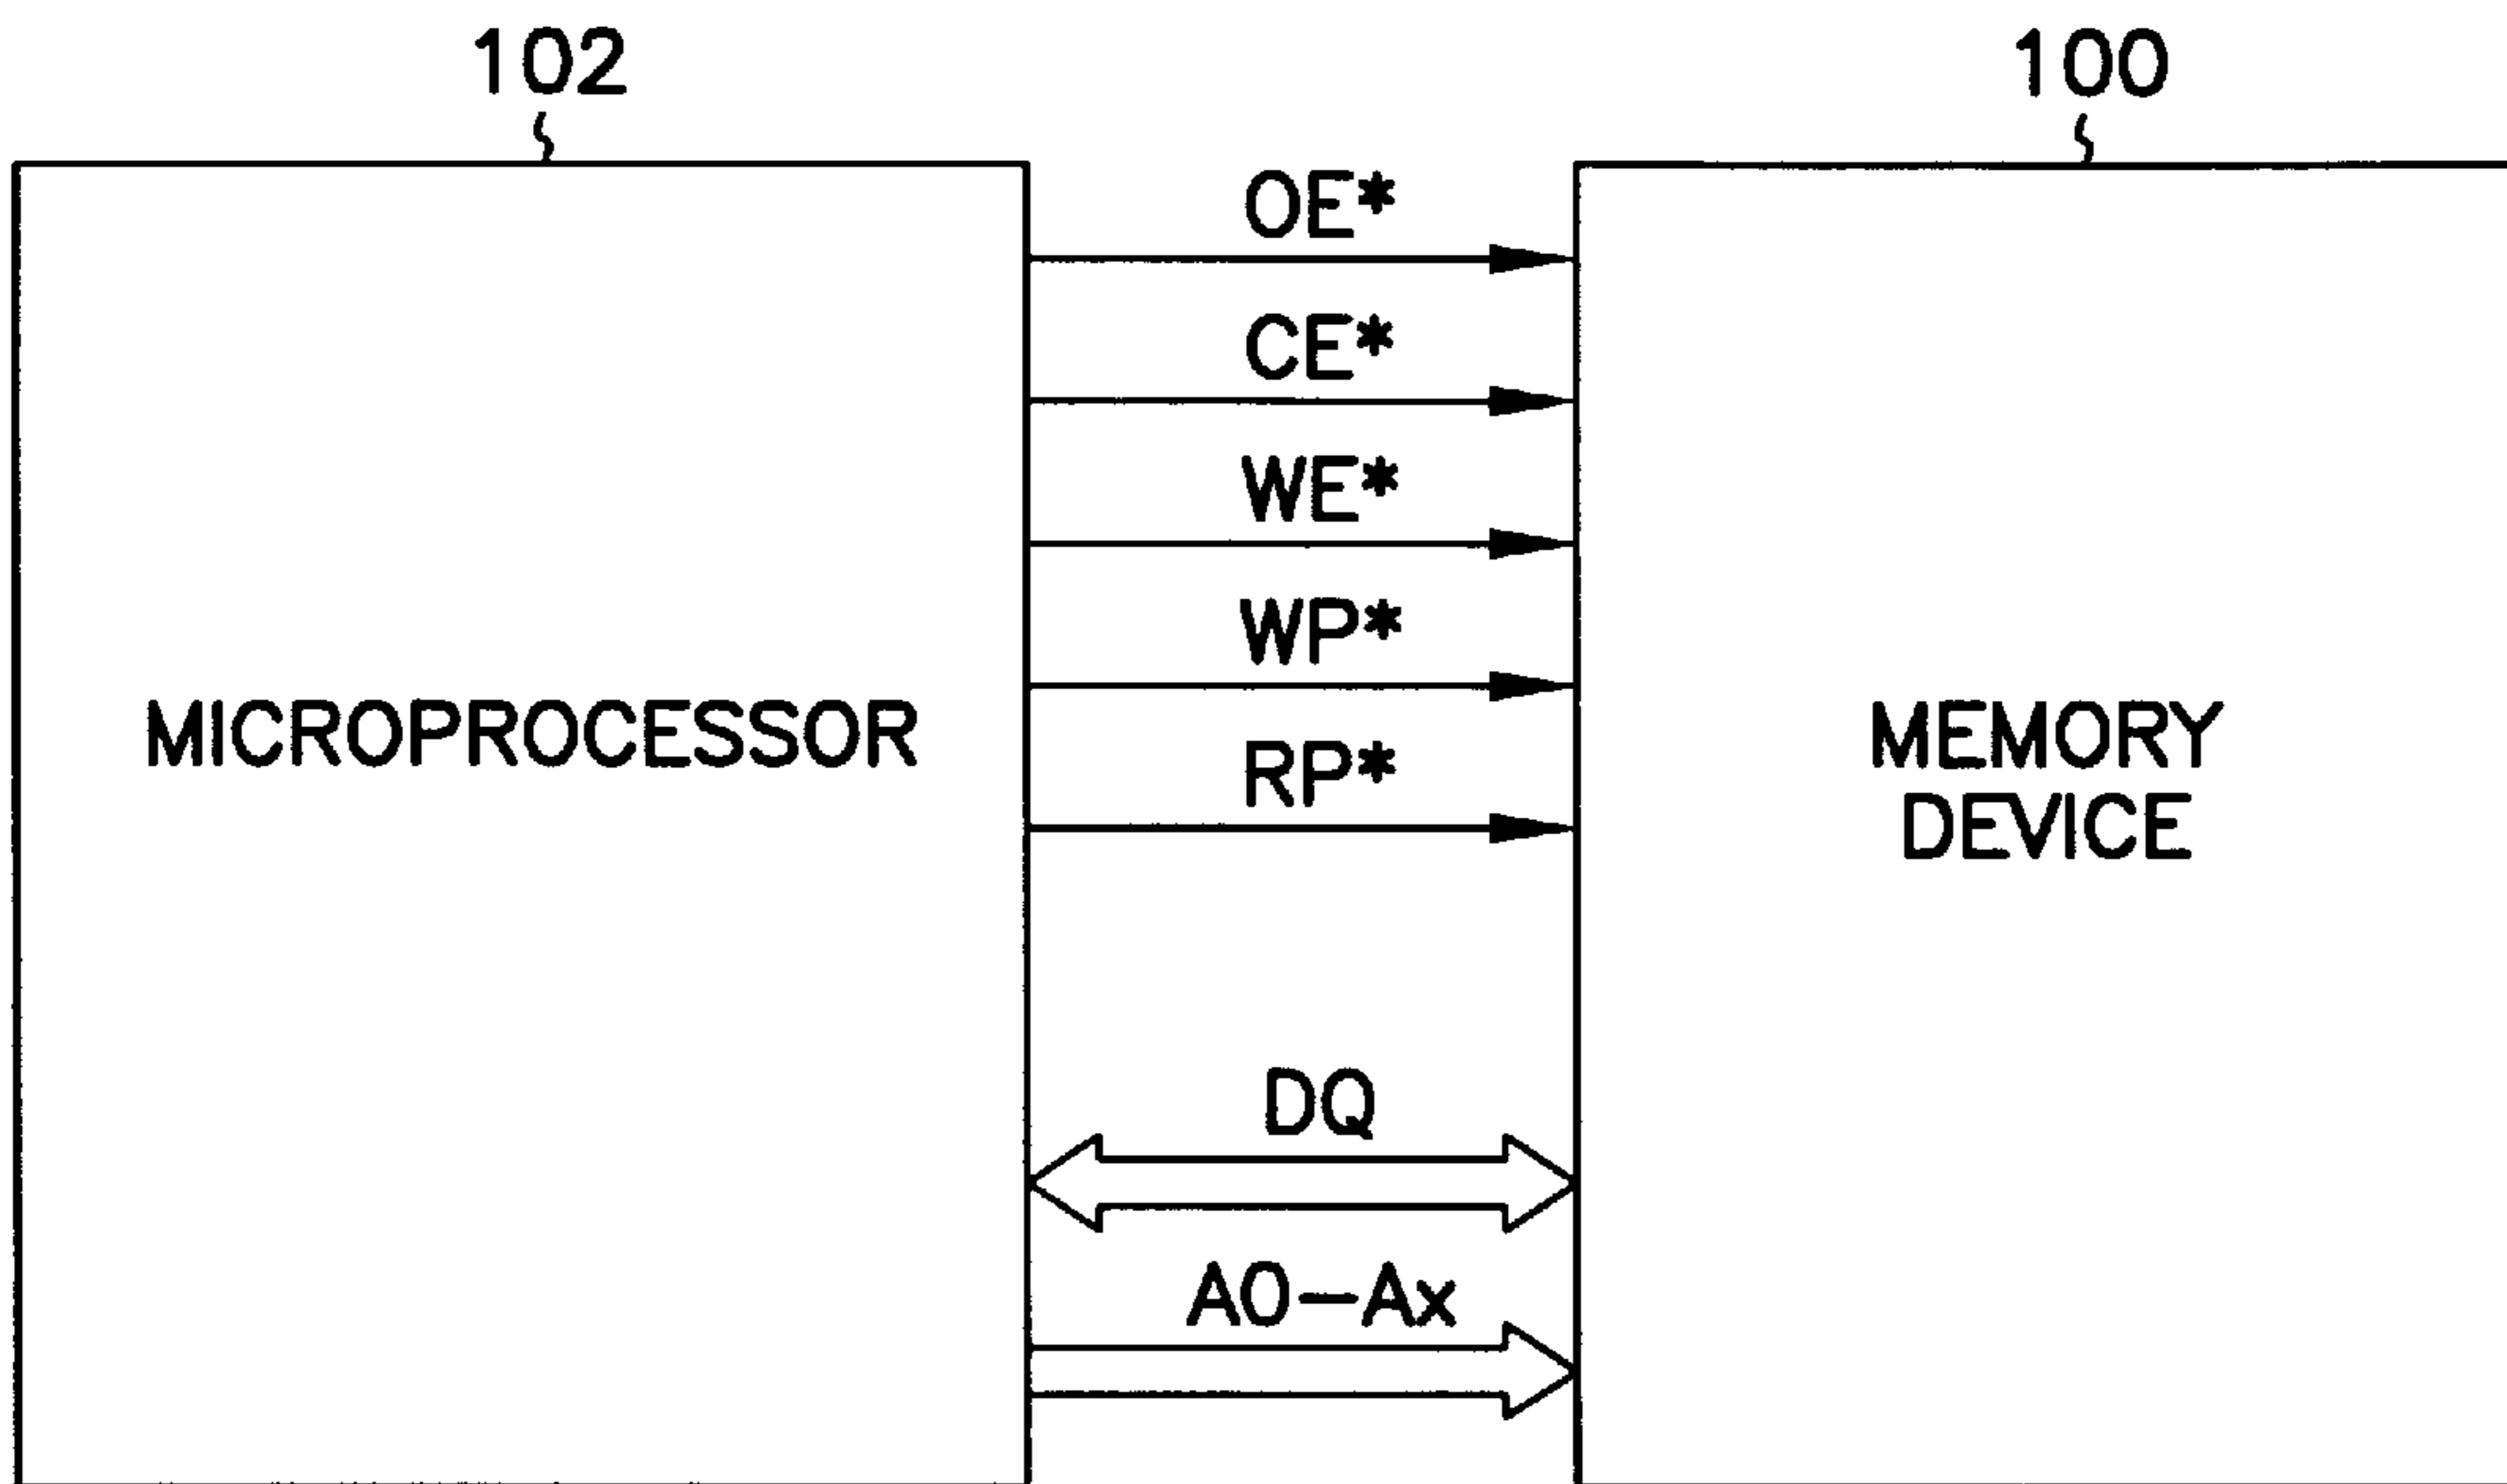 102
100
OE*
CE*
WE*
WP*
RP*
MICROPROCESSOR
MEMORY
DEVICE
DQ
A0-Ax